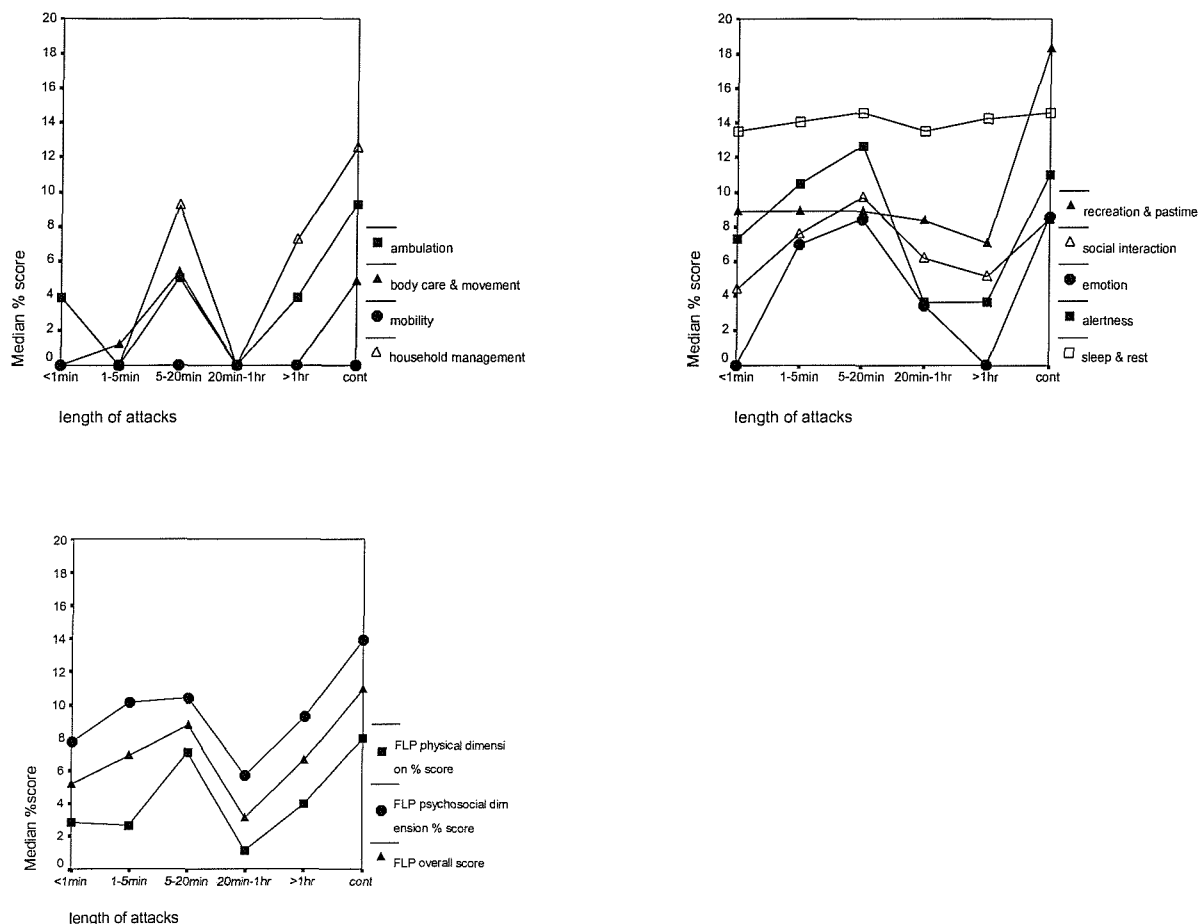 20
18
16
14
12
10
8
6
4
2
0
Median % score
<1min 1-5min 5-20min 20min-1hr >1hr cont
length of attacks
ambulation
body care & movement
mobility
household management
20
18
16
14
12
10
8
6
4
2
0
Median % score
<1min 1-5min 5-20min 20min-1hr >1hr cont
length of attacks
recreation & pastime
social interaction
emotion
alertness
sleep & rest
20
18
16
14
12
10
8
6
4
2
0
Median %score
<1min 1-5min 5-20min 20min-1hr >1hr cont
length of attacks
FLP physical dimensi
on % score
FLP psychosocial dim
ension % score
FLP overall score